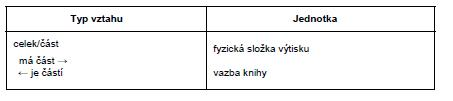 Typ vztahu Jednotka
celek/část
fyzická složka výtisku
má část →
← je částí vazba knihy